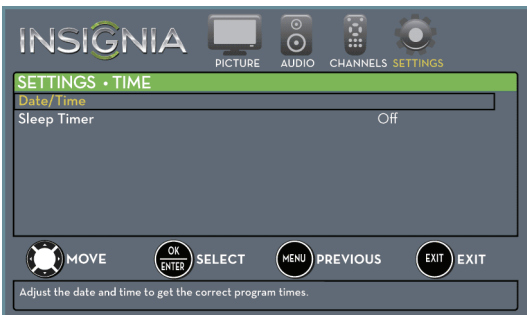 INSIGNIA
PICTURE AUDIO CHANNELS SETTINGS
SETTINGS • TIME
Date/Time
Sleep Timer Off
MOVE OK ENTER SELECT MENU PREVIOUS EXIT EXIT
Adjust the date and time to get the correct program times.